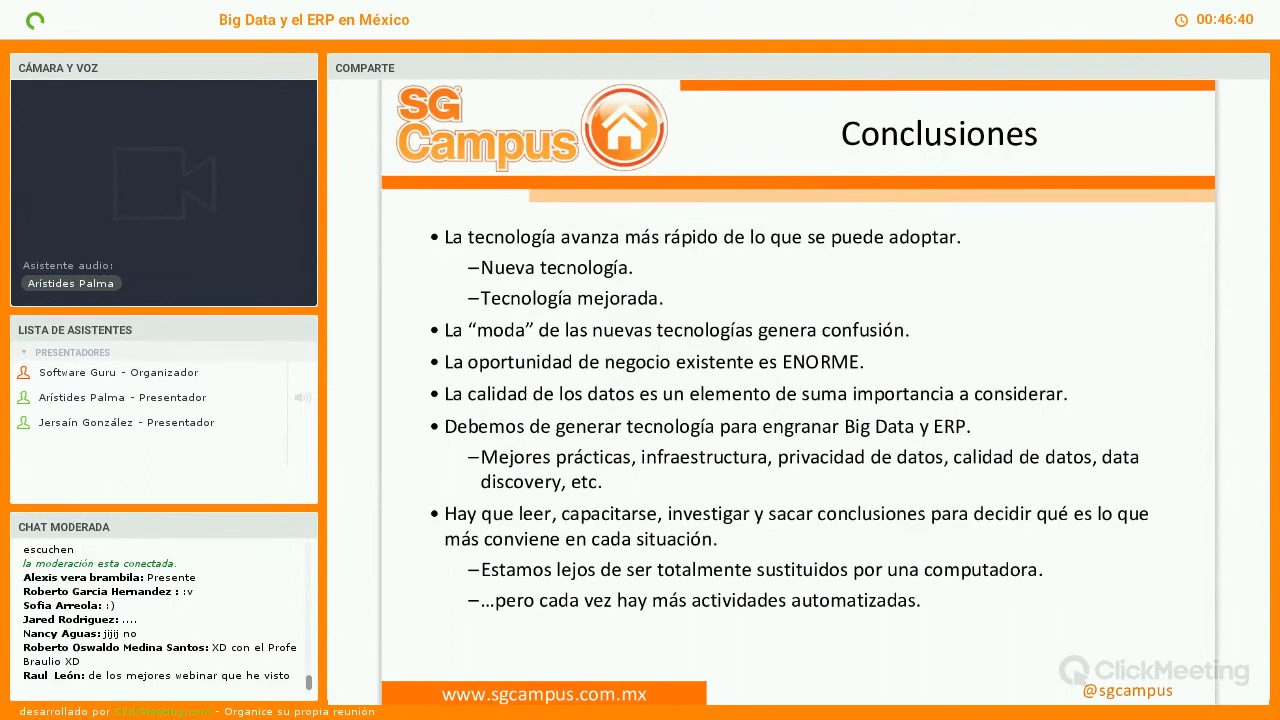 Big Data y el ERP en México
00:46:40
CÁMARA Y VOZ
Asistente audio:
Arístides Palma
LISTA DE ASISTENTES
PRESENTADORES
Software Guru - Organizador
Arístides Palma - Presentador
Jersaín González - Presentador
CHAT MODERADA
escuchen
la moderación esta conectada.
Alexis vera brambila: Presente
Roberto Garcia Hernandez : :v
Sofia Arreola: :)
Jared Rodriguez: ....
Nancy Aguas: jijij no
Roberto Oswaldo Medina Santos: XD con el Profe
Braulio XD
Raul León: de los mejores webinar que he visto
COMPARTE
SG
Campus
Conclusiones
• La tecnología avanza más rápido de lo que se puede adoptar.
–Nueva tecnología.
–Tecnología mejorada.
• La “moda” de las nuevas tecnologías genera confusión.
• La oportunidad de negocio existente es ENORME.
• La calidad de los datos es un elemento de suma importancia a considerar.
• Debemos de generar tecnología para engranar Big Data y ERP.
–Mejores prácticas, infraestructura, privacidad de datos, calidad de datos, data
discovery, etc.
• Hay que leer, capacitarse, investigar y sacar conclusiones para decidir qué es lo que
más conviene en cada situación.
–Estamos lejos de ser totalmente sustituidos por una computadora.
–…pero cada vez hay más actividades automatizadas.
ClickMeeting
www.sgcampus.com.mx
@sgcampus
desarrollado por ClickMeeting.com - Organice su propia reunión